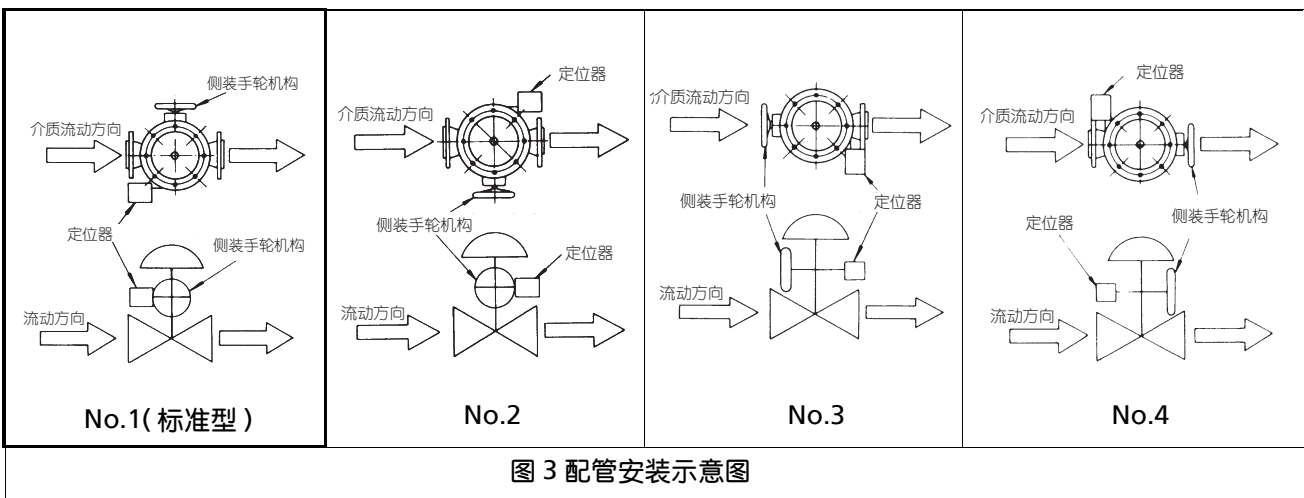 侧装手轮机构
介质流动方向
定位器
侧装手轮机构
流动方向
No.1(标准型)
定位器
介质流动方向
侧装手轮机构
定位器
流动方向
No.2
介质流动方向
侧装手轮机构
定位器
流动方向
No.3
定位器
介质流动方向
定位器
侧装手轮机构
流动方向
No.4
图 3 配管安装示意图